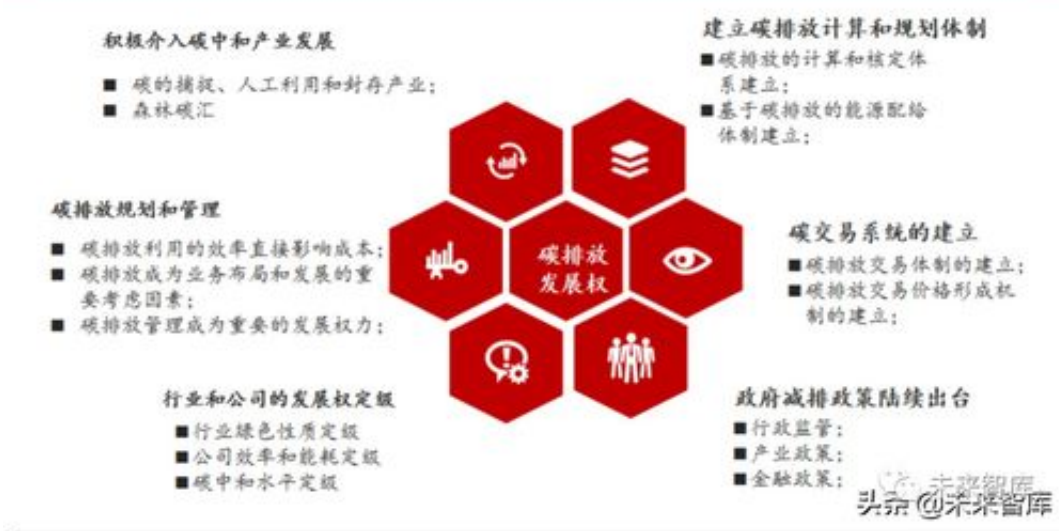 积极介入碳中和产业发展
■ 碳的捕捉、人工利用和封存产业；
■ 森林碳汇
建立碳排放计算和规划体制
■碳排放的计算和核定体
系建立；
■基于碳排放的能源配给
体制建立；
碳排放规划和管理
■ 碳排放利用的效率直接影响成本；
■ 碳排放成为业务布局和发展的重
要考虑因素；
■ 碳排放管理成为重要的发展权力；
碳排放
发展权
碳交易系统的建立
■碳排放交易体制的建立；
■碳排放交易价格形成机
制的建立；
行业和公司的发展权定级
■行业绿色性质定级
■公司效率和能耗定级
■碳中和水平定级
政府减排政策陆续出台
■行政监管；
■产业政策；
■金融政策；
未来智库
头条 @未来智库